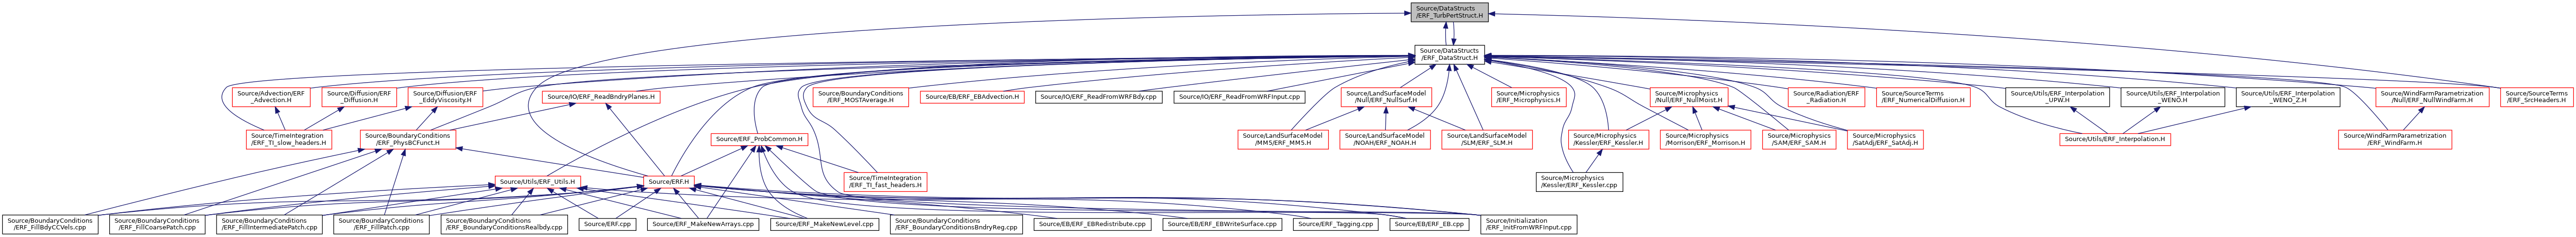 Source/DataStructs
/ERF_TurbPertStruct.H
Source/DataStructs
/ERF_DataStruct.H
Source/Advection/ERF
_Advection.H
Source/Diffusion/ERF
_Diffusion.H
Source/Diffusion/ERF
_EddyViscosity.H
Source/IO/ERF_ReadBndryPlanes.H
Source/BoundaryConditions
/ERF_MOSTAverage.H
Source/EB/ERF_EBAdvection.H
Source/IO/ERF_ReadFromWRFBdy.cpp
Source/IO/ERF_ReadFromWRFInput.cpp
Source/LandSurfaceModel
/Null/ERF_NullSurf.H
Source/Microphysics
/ERF_Microphysics.H
Source/Microphysics
/Null/ERF_NullMoist.H
Source/Radiation/ERF
_Radiation.H
Source/SourceTerms
/ERF_NumericalDiffusion.H
Source/Utils/ERF_Interpolation
_UPW.H
Source/Utils/ERF_Interpolation
_WENO.H
Source/Utils/ERF_Interpolation
_WENO_Z.H
Source/WindFarmParametrization
/Null/ERF_NullWindFarm.H
Source/SourceTerms
/ERF_SrcHeaders.H
Source/TimeIntegration
/ERF_TI_slow_headers.H
Source/BoundaryConditions
/ERF_PhysBCFunct.H
Source/ERF_ProbCommon.H
Source/LandSurfaceModel
/MM5/ERF_MM5.H
Source/LandSurfaceModel
/NOAH/ERF_NOAH.H
Source/LandSurfaceModel
/SLM/ERF_SLM.H
Source/Microphysics
/Kessler/ERF_Kessler.H
Source/Microphysics
/Morrison/ERF_Morrison.H
Source/Microphysics
/SAM/ERF_SAM.H
Source/Microphysics
/SatAdj/ERF_SatAdj.H
Source/Utils/ERF_Interpolation.H
Source/WindFarmParametrization
/ERF_WindFarm.H
Source/Utils/ERF_Utils.H
Source/ERF.H
Source/TimeIntegration
/ERF_TI_fast_headers.H
Source/Microphysics
/Kessler/ERF_Kessler.cpp
Source/BoundaryConditions
/ERF_FillBdyCCVels.cpp
Source/BoundaryConditions
/ERF_FillCoarsePatch.cpp
Source/BoundaryConditions
/ERF_FillIntermediatePatch.cpp
Source/BoundaryConditions
/ERF_FillPatch.cpp
Source/BoundaryConditions
/ERF_BoundaryConditionsRealbdy.cpp
Source/ERF.cpp
Source/ERF_MakeNewArrays.cpp
Source/ERF_MakeNewLevel.cpp
Source/BoundaryConditions
/ERF_BoundaryConditionsBndryReg.cpp
Source/EB/ERF_EBRedistribute.cpp
Source/EB/ERF_EBWriteSurface.cpp
Source/ERF_Tagging.cpp
Source/EB/ERF_EB.cpp
Source/Initialization
/ERF_InitFromWRFInput.cpp